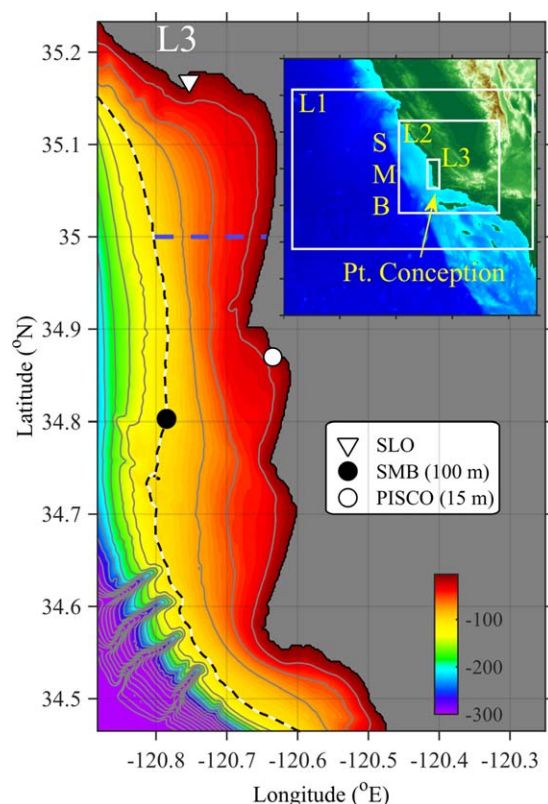 L3
35.2
35.1
35
34.9
34.8
34.7
34.6
34.5
Latitude (°N)
L1
L2
L3
S
M
B
Pt. Conception
SLO
SMB (100 m)
PISCO (15 m)
-100
-200
-300
-120.8
-120.7
-120.6
-120.5
-120.4
-120.3
Longitude (°E)